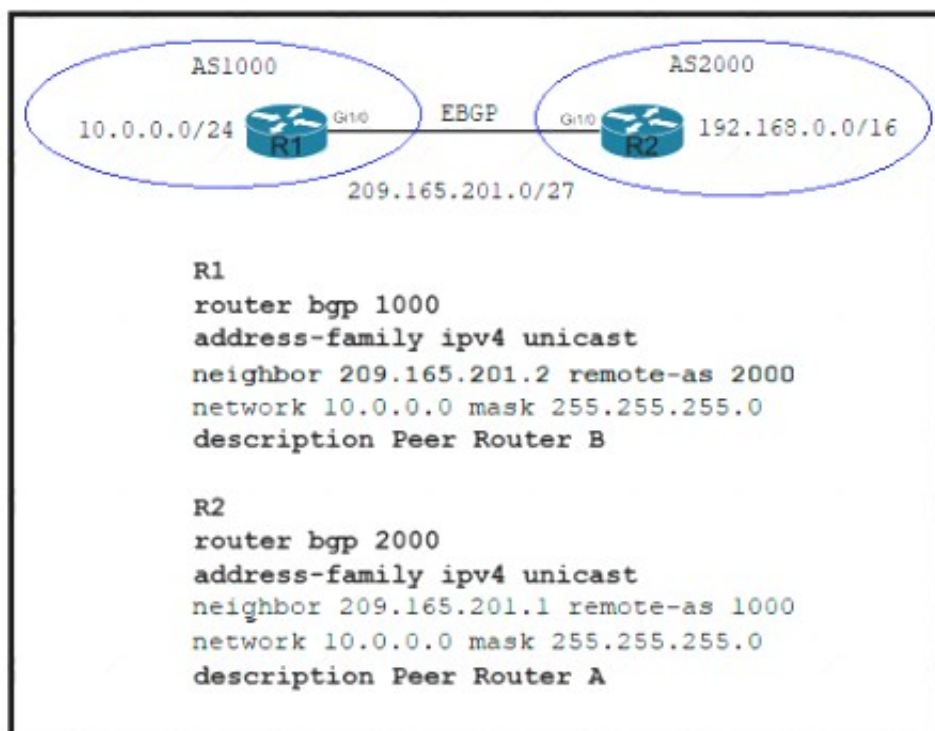 AS1000
AS2000
10.0.0.0/24
R1
Gi1/0
EBGP
Gi1/0
R2
192.168.0.0/16
209.165.201.0/27
R1
router bgp 1000
address-family ipv4 unicast
neighbor 209.165.201.2 remote-as 2000
network 10.0.0.0 mask 255.255.255.0
description Peer Router B
R2
router bgp 2000
address-family ipv4 unicast
neighbor 209.165.201.1 remote-as 1000
network 10.0.0.0 mask 255.255.255.0
description Peer Router A